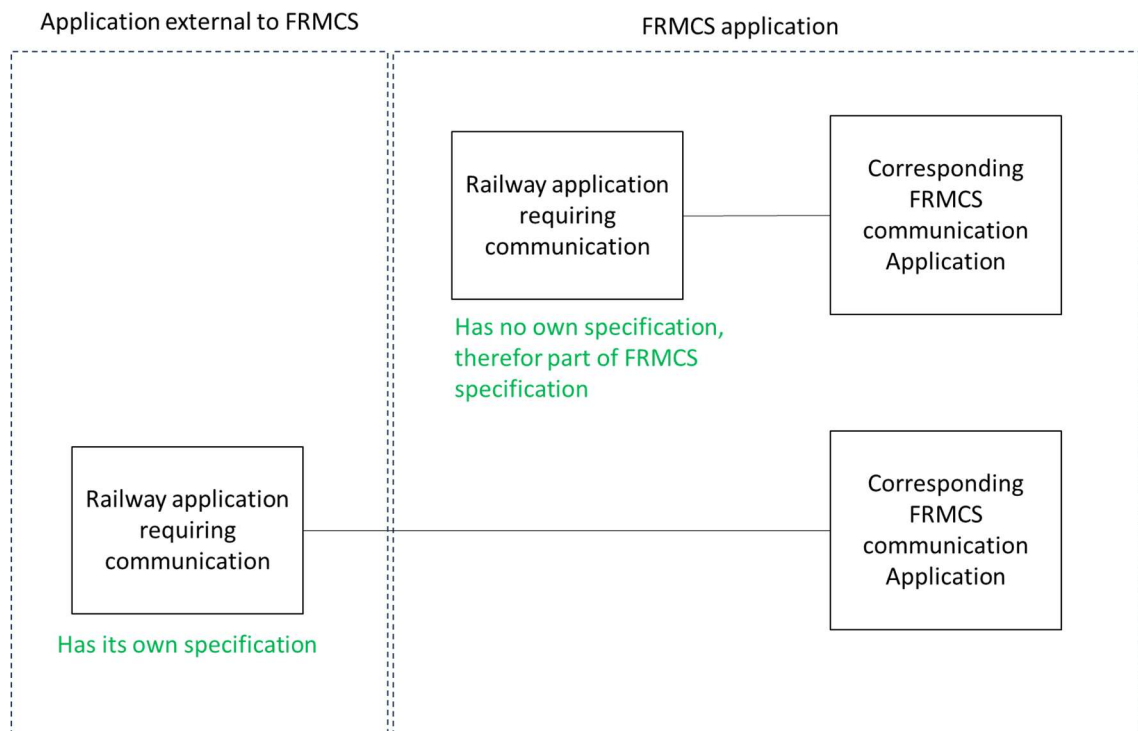 Application external to FRMCS
FRMCS application
Railway application
requiring
communication
Corresponding
FRMCS
communication
Application
Has no own specification,
therefor part of FRMCS
specification
Railway application
requiring
communication
Corresponding
FRMCS
communication
Application
Has its own specification